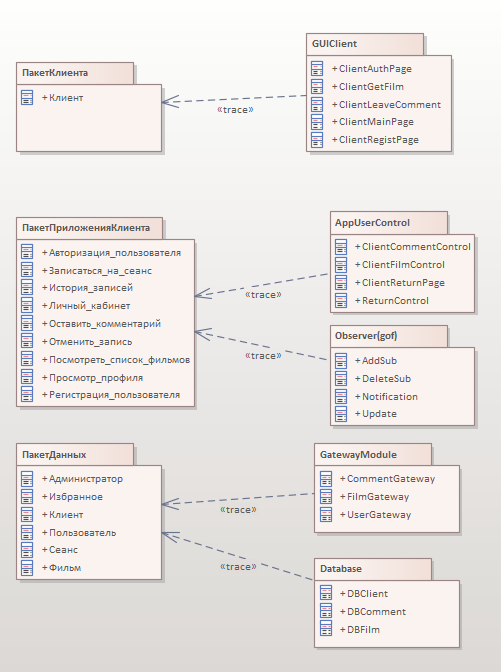 ПакетКлиента
+Клиент
«trace»
GUIClient
+ClientAuthPage
+ClientGetFilm
+ClientLeaveComment
+ClientMainPage
+ClientRegistPage
ПакетПриложенияКлиента
+Авторизация_пользователя
+Записаться_на_сеанс
+История_записей
+Личный_кабинет
+Оставить_комментарий
+Отменить_запись
+Посмотреть_список_фильмов
+Просмотр_профиля
+Регистрация_пользователя
«trace»
«trace»
AppUserControl
+ClientCommentControl
+ClientFilmControl
+ClientReturnPage
+ReturnControl
Observer(gof)
+AddSub
+DeleteSub
+Notification
+Update
ПакетДанных
+Администратор
+Избранное
+Клиент
+Пользователь
+Сеанс
+Фильм
«trace»
«trace»
GatewayModule
+CommentGateway
+FilmGateway
+UserGateway
Database
+DBClient
+DBComment
+DBFilm